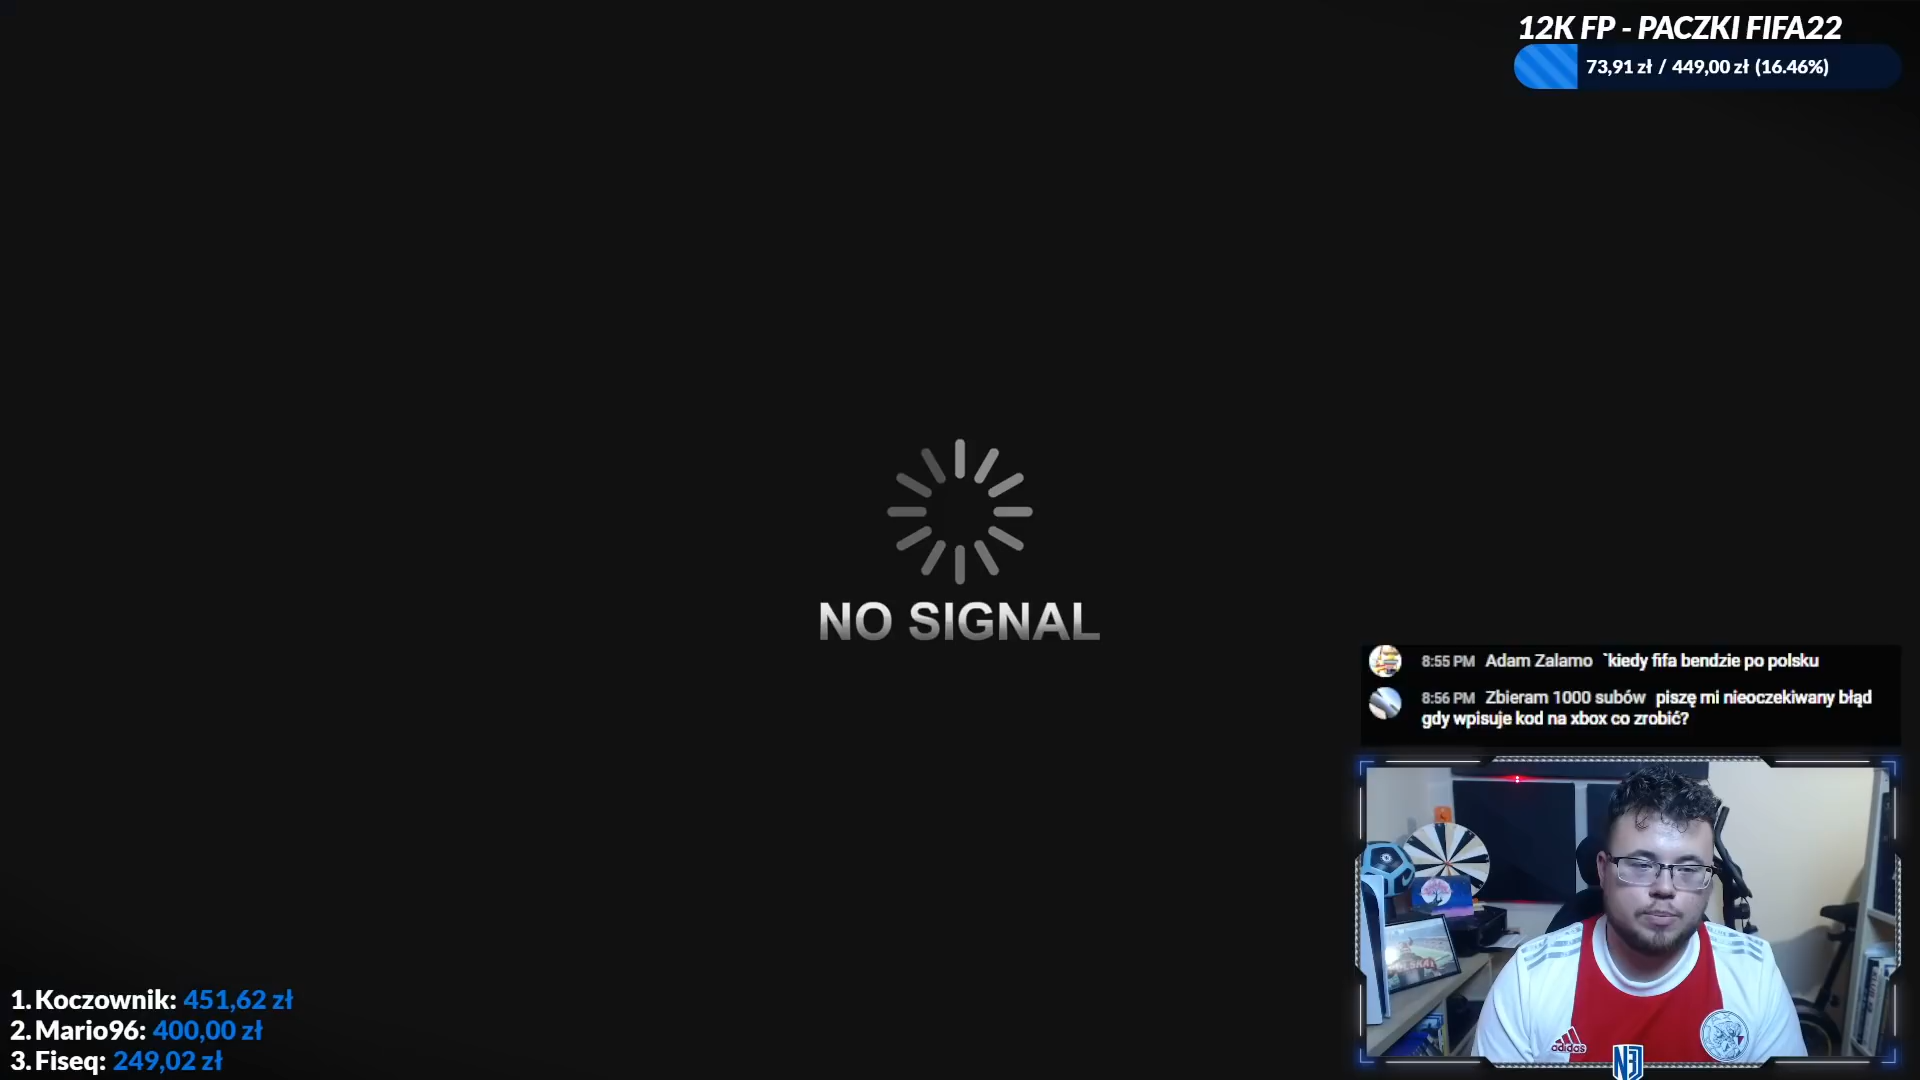 12K FP - PACZKI FIFA22
73,91 zł / 449,00 zł (16.46%)
NO SIGNAL
8:55 PM Adam Zalamo `kiedy fifa bendzie po polsku
8:56 PM Zbieram 1000 subów piszę mi nieoczekiwany błąd
gdy wpisuje kod na xbox co zrobić?
POLSKA
adidas
1. Koczownik: 451,62 zł
2. Mario96: 400,00 zł
3. Fiseq: 249,02 zł